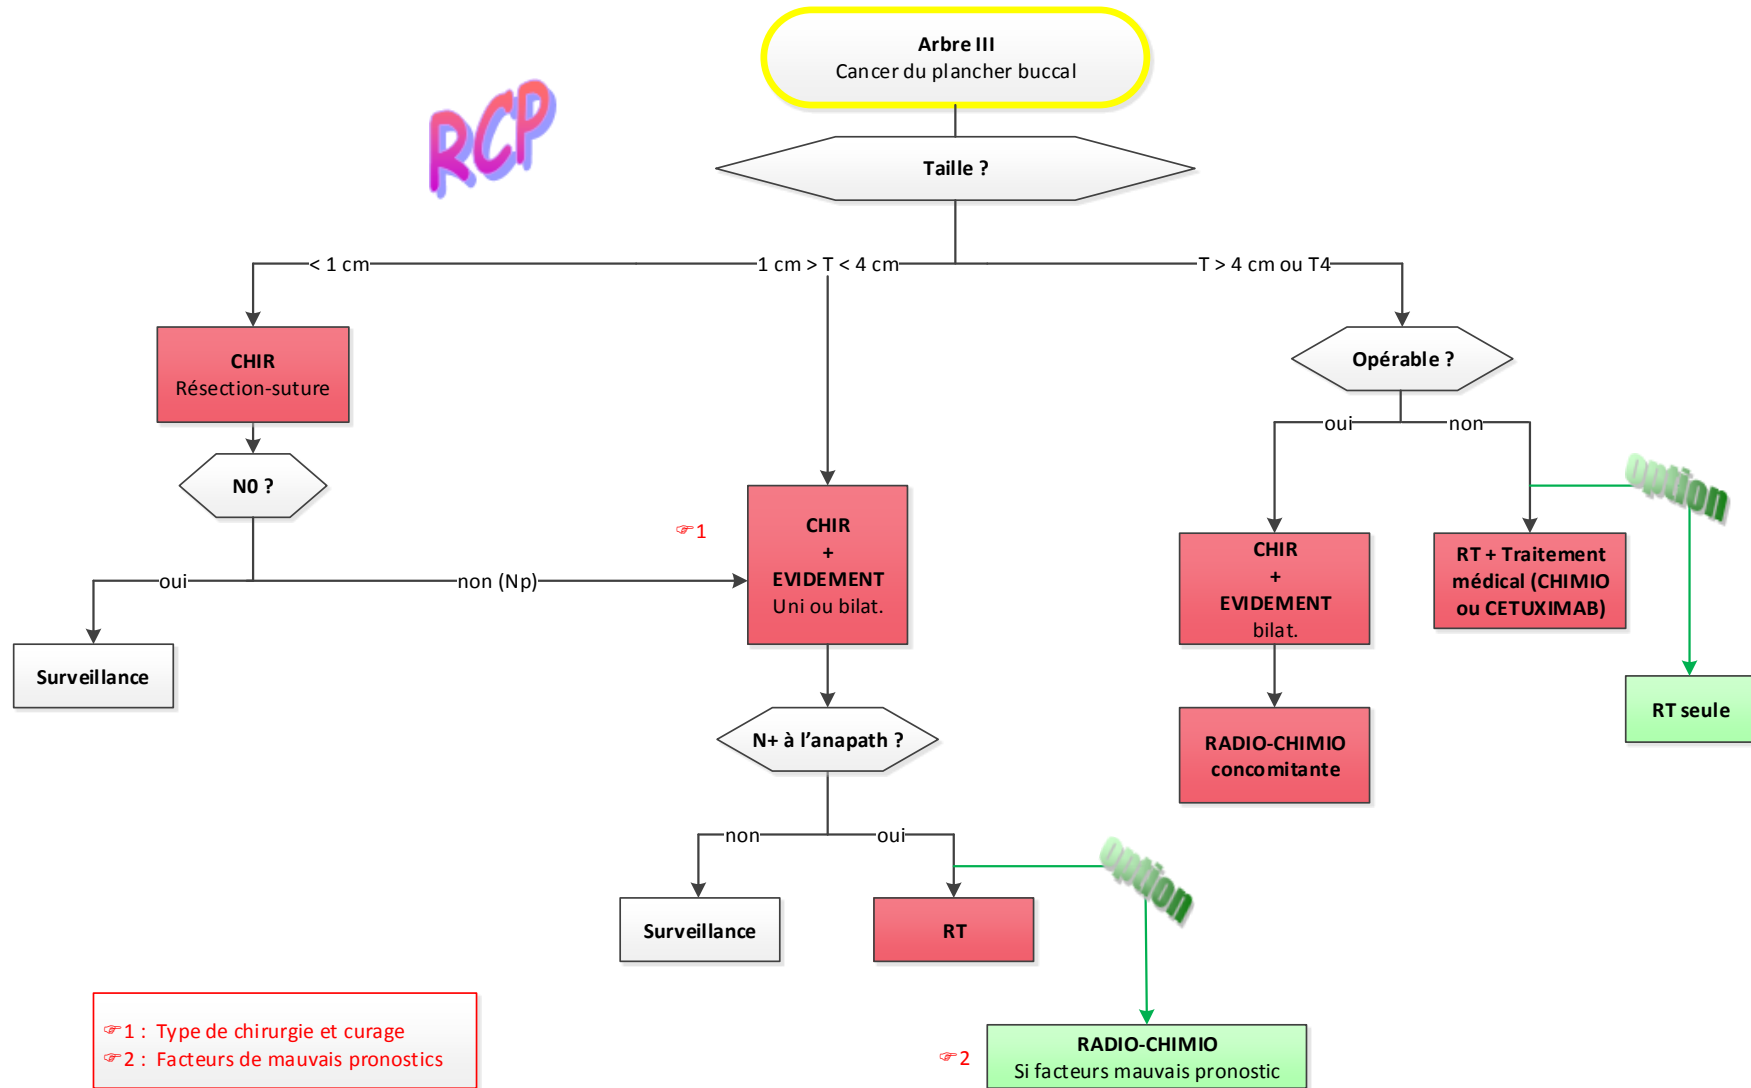 Arbre III
Cancer du plancher buccal
RCP
Taille ?
< 1 cm
1 cm > T < 4 cm
T > 4 cm ou T4
CHIR
Résection-suture
Opérable ?
oui
non
N0 ?
option
☞1
CHIR
+
EVIDEMENT
Uni ou bilat.
CHIR
+
EVIDEMENT
bilat.
RT + Traitement
médical (CHIMIO
ou CETUXIMAB)
oui
non (Np)
Surveillance
RT seule
N+ à l’anapath ?
RADIO-CHIMIO
concomitante
non
oui
option
Surveillance
RT
☞1 : Type de chirurgie et curage
☞2 : Facteurs de mauvais pronostics
☞2
RADIO-CHIMIO
Si facteurs mauvais pronostic